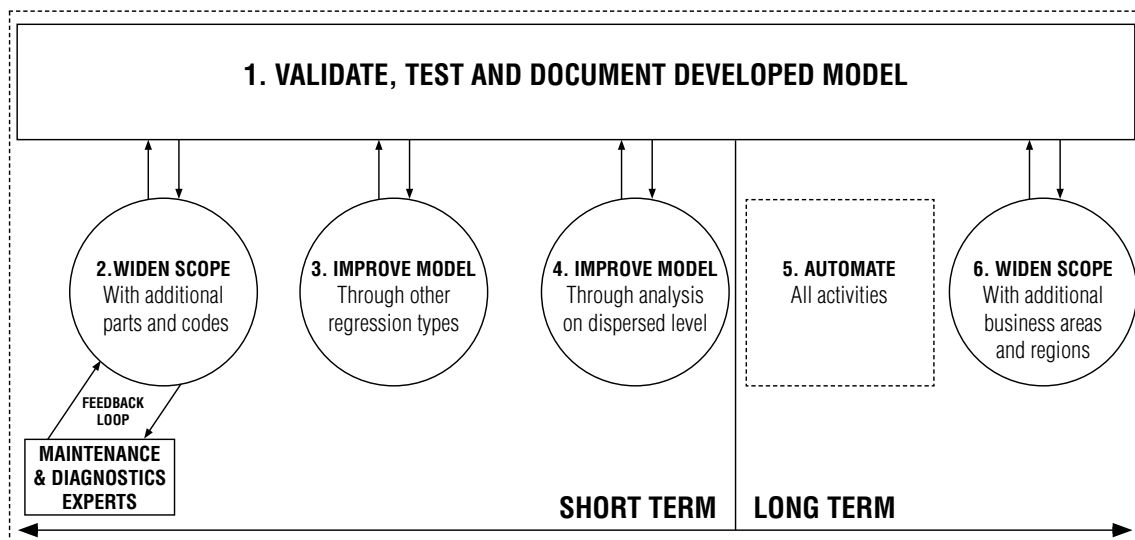 1. VALIDATE, TEST AND DOCUMENT DEVELOPED MODEL
2.WIDEN SCOPE
With additional
parts and codes
3. IMPROVE MODEL
Through other
regression types
4. IMPROVE MODEL
Through analysis
on dispersed level
5. AUTOMATE
All activities
6. WIDEN SCOPE
With additional
business areas
and regions
FEEDBACK
LOOP
MAINTENANCE
& DIAGNOSTICS
EXPERTS
SHORT TERM
LONG TERM